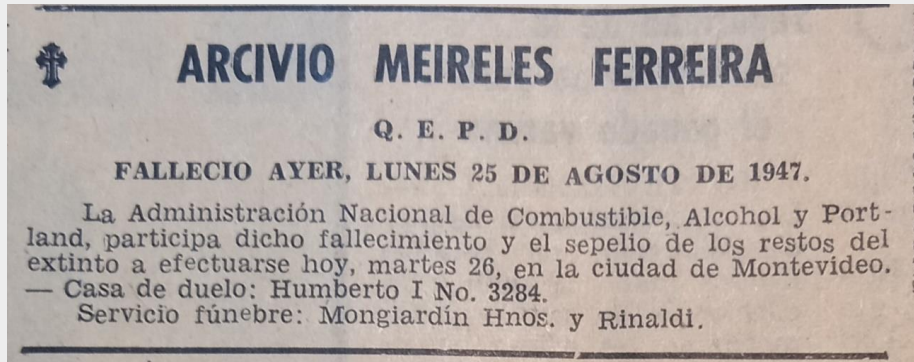 ARCIVIO MEIRELES FERREIRA
Q. E. P. D.
FALLECIO AYER, LUNES 25 DE AGOSTO DE 1947.
La Administración Nacional de Combustible, Alcohol y Port-
land, participa dicho fallecimiento y el sepelio de los restos del
extinto a efectuarse hoy, martes 26, en la ciudad de Montevideo.
— Casa de duelo: Humberto I No. 3284.
Servicio fúnebre: Mongiardín Hnos. y Rinaldi.